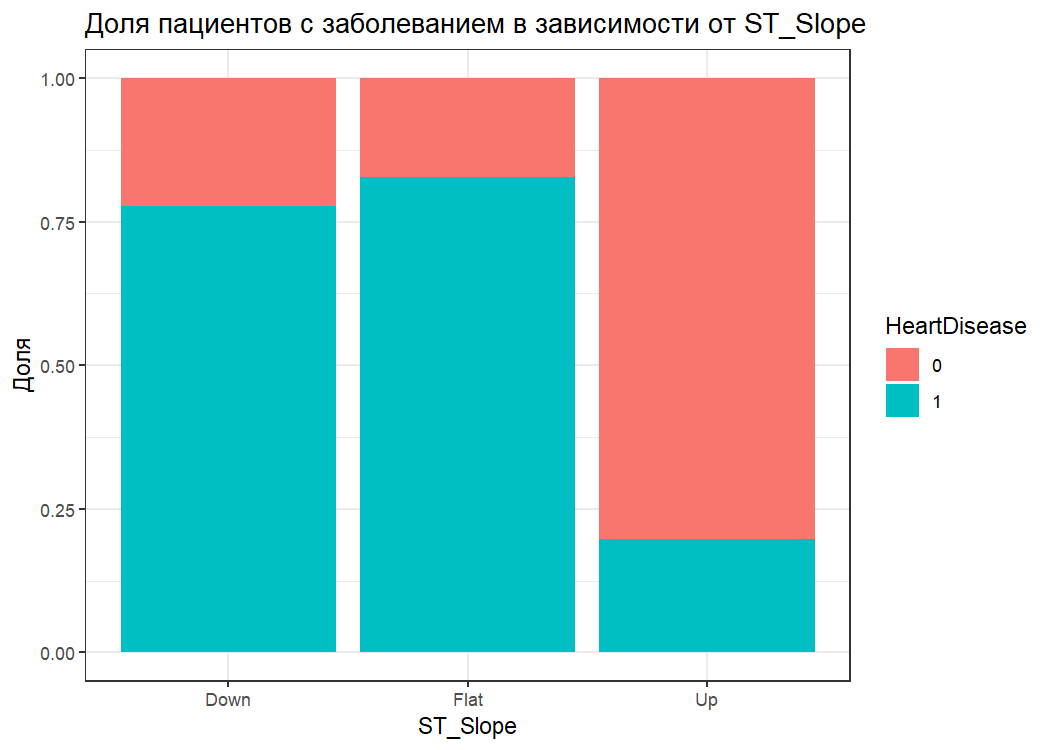 Доля пациентов с заболеванием в зависимости от ST_Slope
1.00
0.75
0.50
0.25
0.00
Доля
Down
Flat
Up
ST_Slope
HeartDisease
0
1